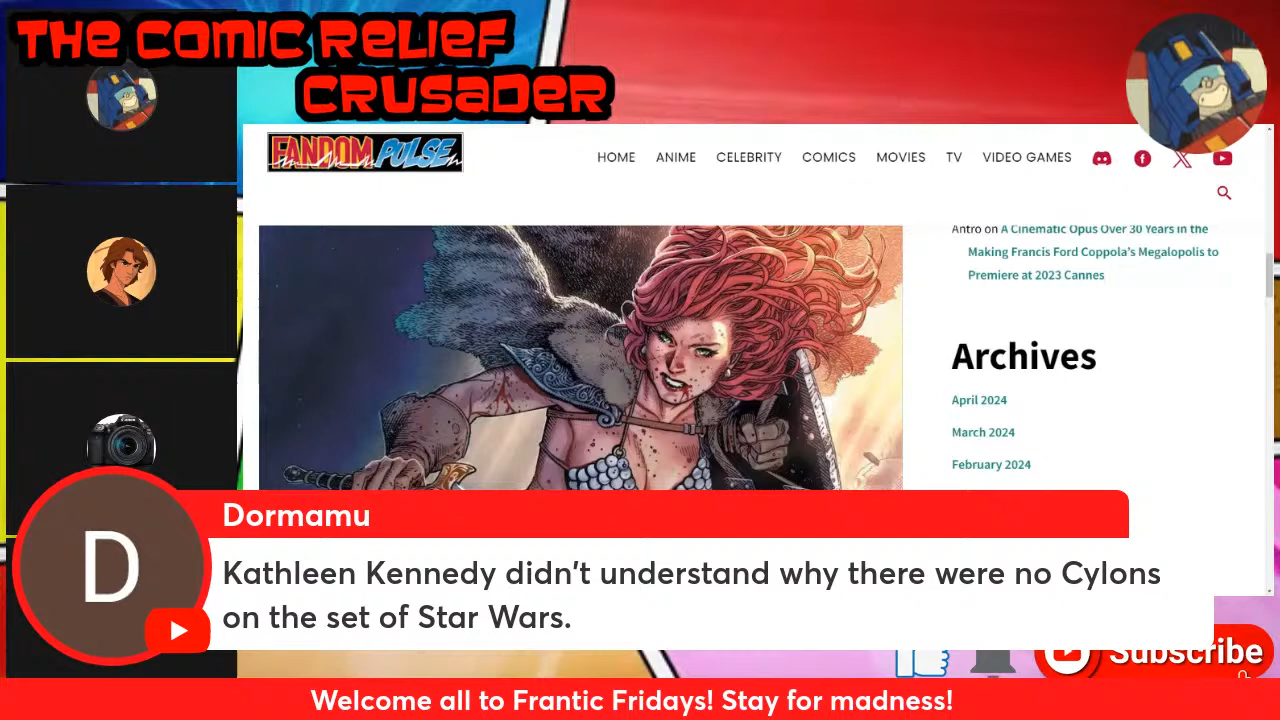 THE COMIC RELIEF
CRUSADER
FANDOM PULSE
HOME ANIME CELEBRITY COMICS MOVIES TV VIDEO GAMES
Antro on A Cinematic Opus Over 30 Years in the
Making Francis Ford Coppola's Megalopolis to
Premiere at 2023 Cannes
Archives
April 2024
March 2024
February 2024
Canon
D
Dormamu
Kathleen Kennedy didn't understand why there were no Cylons
on the set of Star Wars.
Subscribe
Welcome all to Frantic Fridays! Stay for madness!